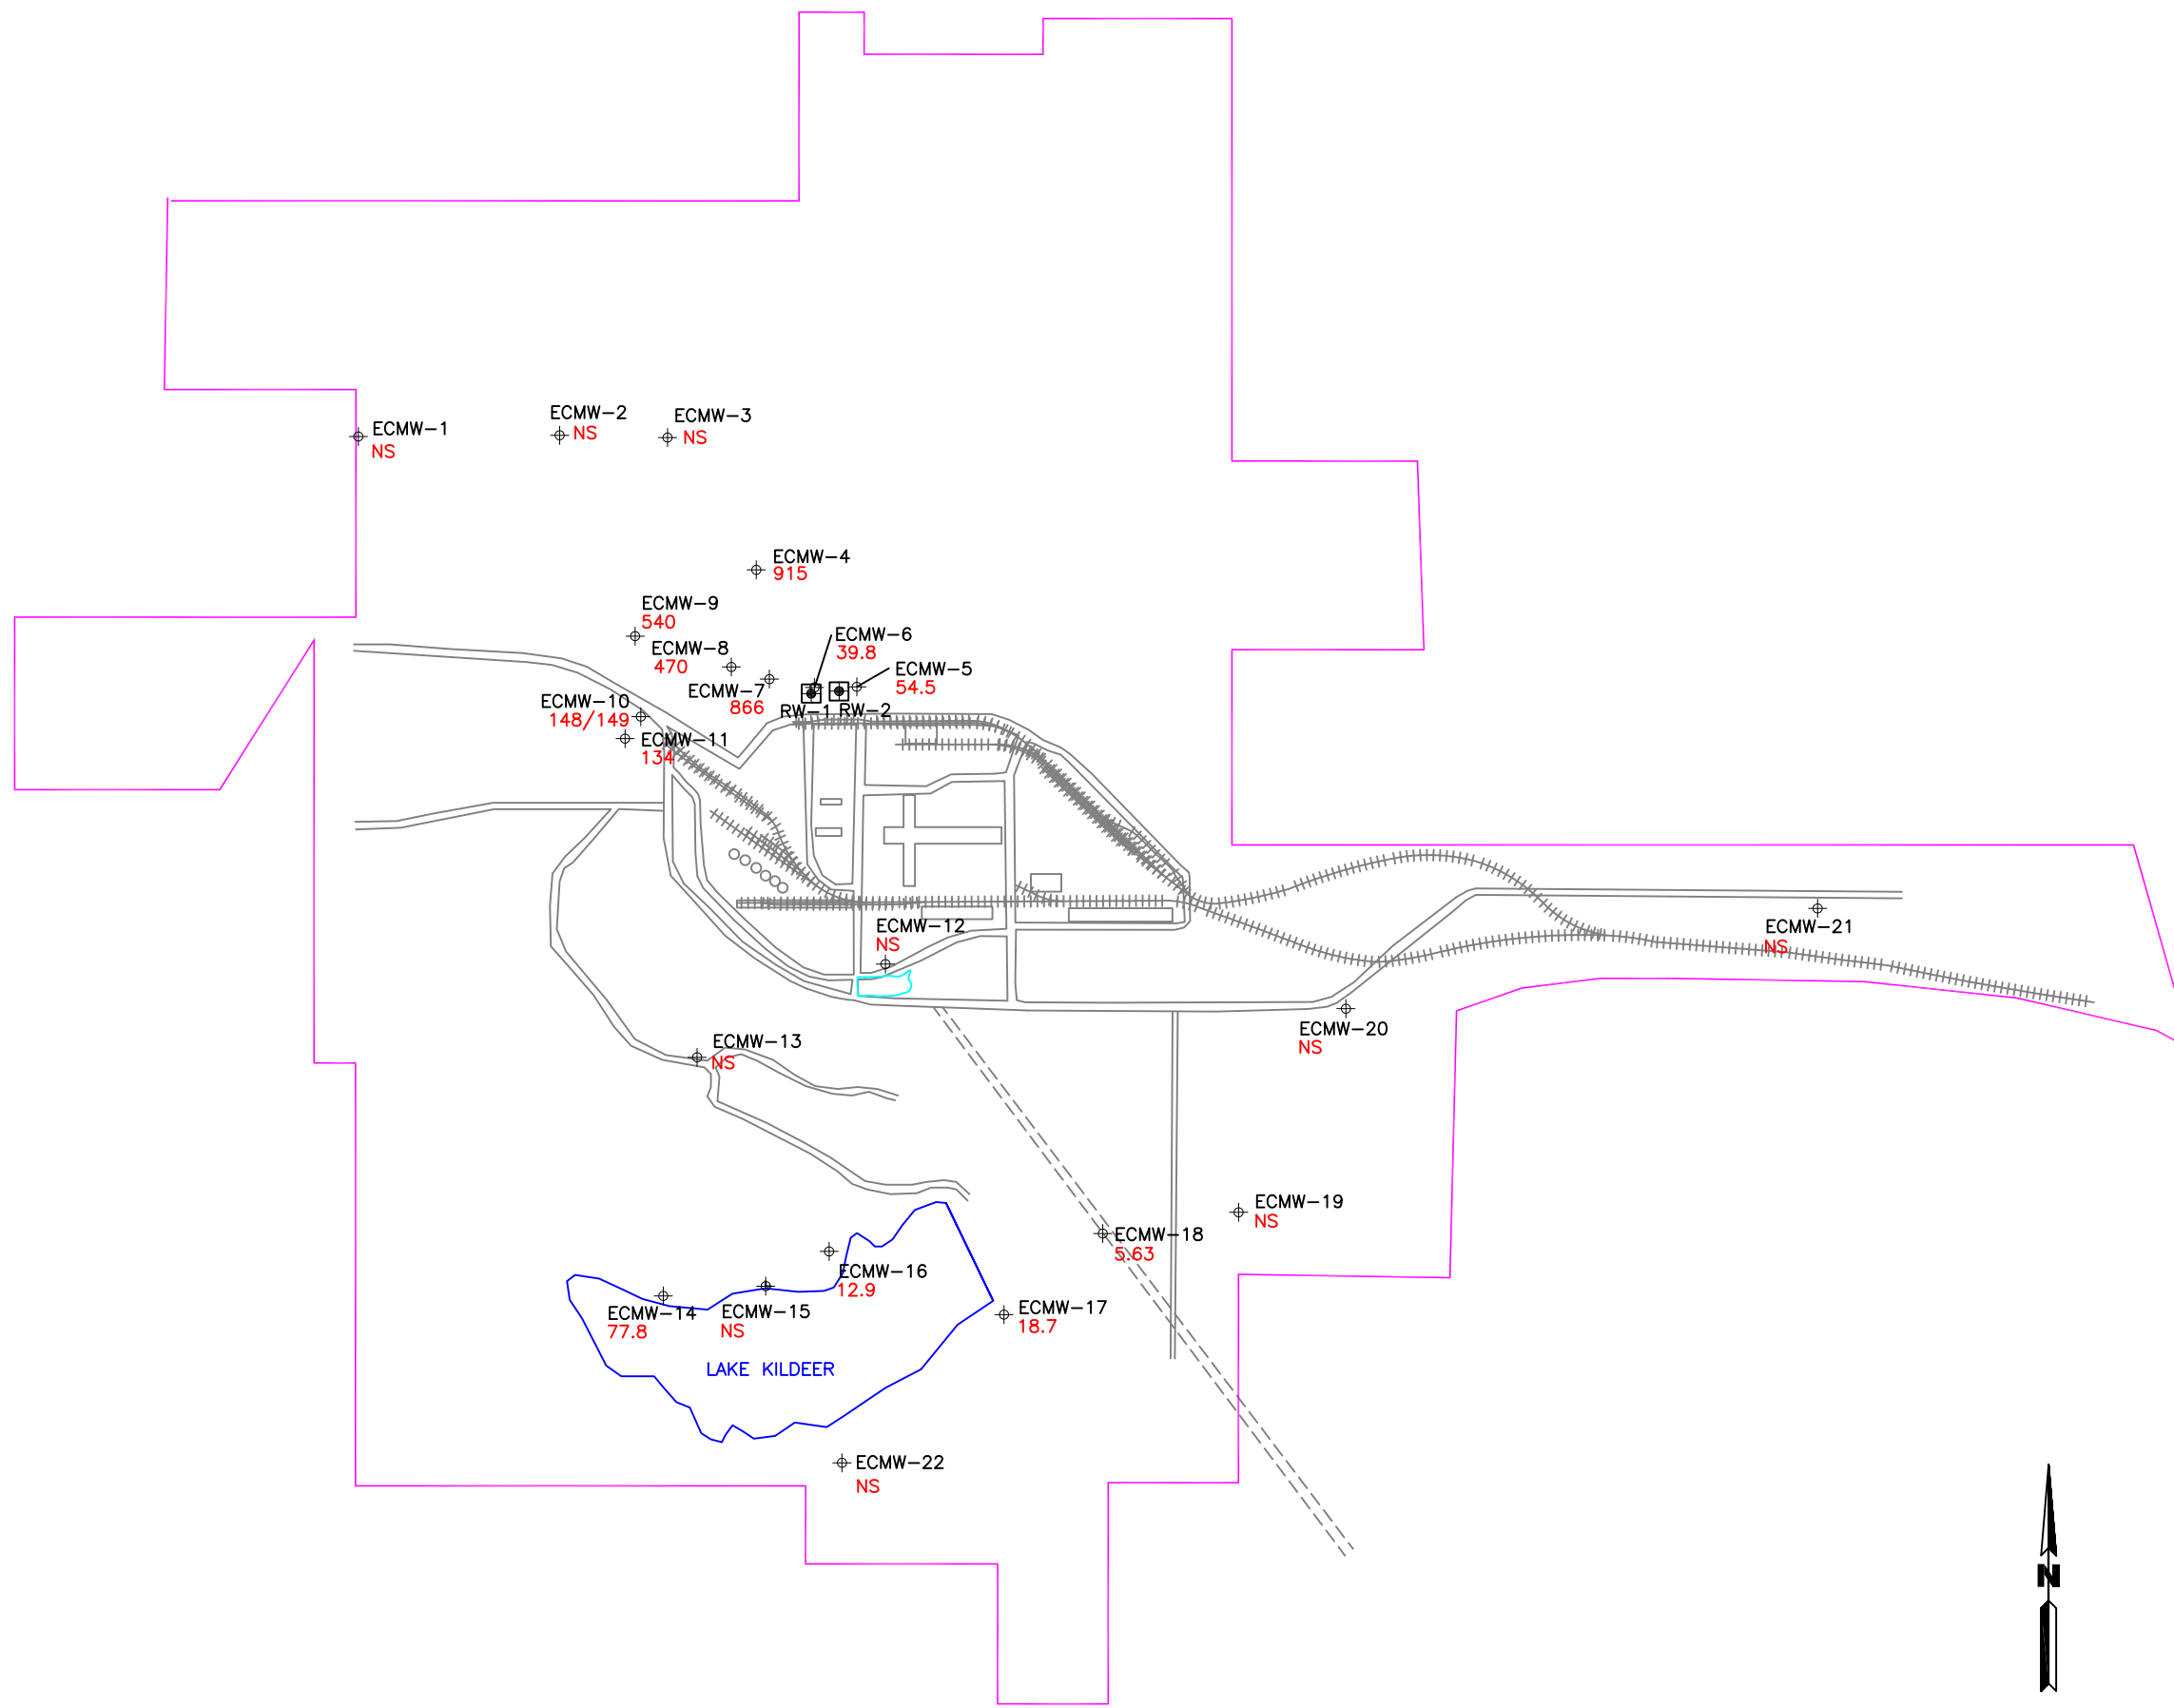 ECMW-1
NS
ECMW-2
NS
ECMW-3
NS
ECMW-4
915
ECMW-9
540
ECMW-8
470
ECMW-6
39.8
ECMW-5
54.5
ECMW-7
866
RW-1
RW-2
ECMW-10
148/149
ECMW-11
134
ECMW-12
NS
ECMW-21
NS
ECMW-20
NS
ECMW-13
NS
ECMW-19
NS
ECMW-18
5.63
ECMW-16
12.9
ECMW-14
77.8
ECMW-15
NS
ECMW-17
18.7
LAKE KILDEER
ECMW-22
NS
N